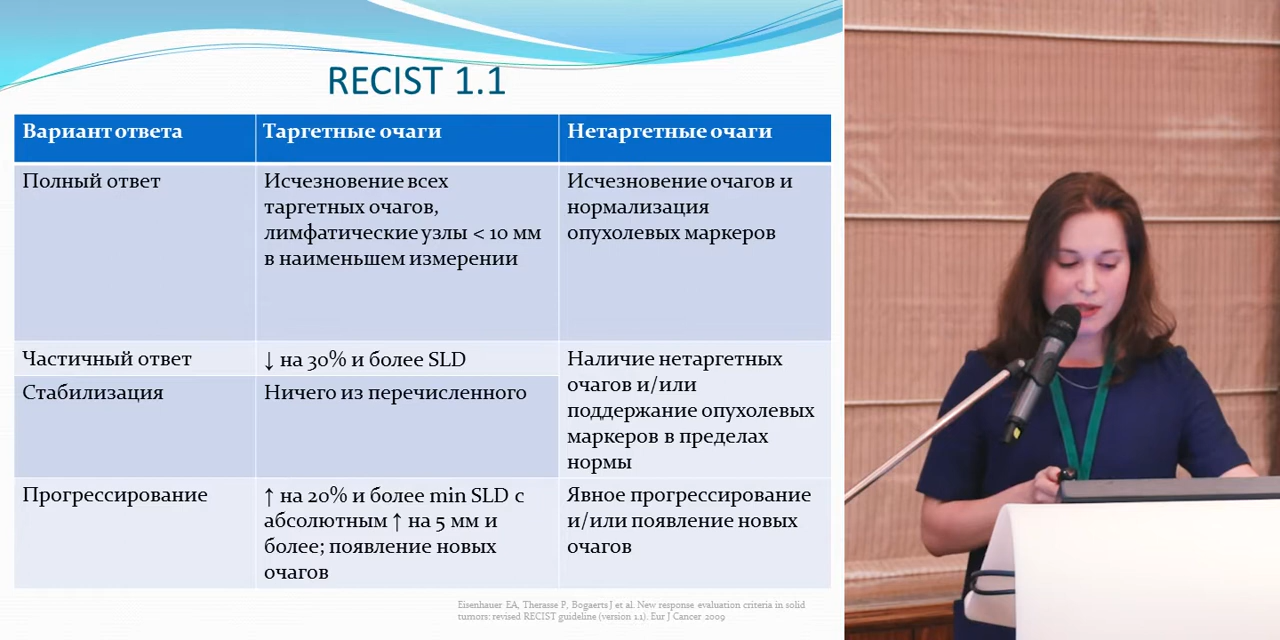 RECIST 1.1
Вариант ответа
Таргетные очаги
Нетаргетные очаги
Полный ответ
Исчезновение всех
таргетных очагов,
лимфатические узлы < 10 мм
в наименьшем измерении
Исчезновение очагов и
нормализация
опухолевых маркеров
Частичный ответ
↓ на 30% и более SLD
Наличие нетаргетных
очагов и/или
поддержание опухолевых
маркеров в пределах
нормы
Стабилизация
Ничего из перечисленного
Прогрессирование
↑ на 20% и более min SLD с
абсолютным ↑ на 5 мм и
более; появление новых
очагов
Явное прогрессирование
и/или появление новых
очагов
Eisenhauer EA, Therasse P, Bogaerts J et al. New response evaluation criteria in solid
tumors: revised RECIST guideline (version 1.1). Eur J Cancer 2009